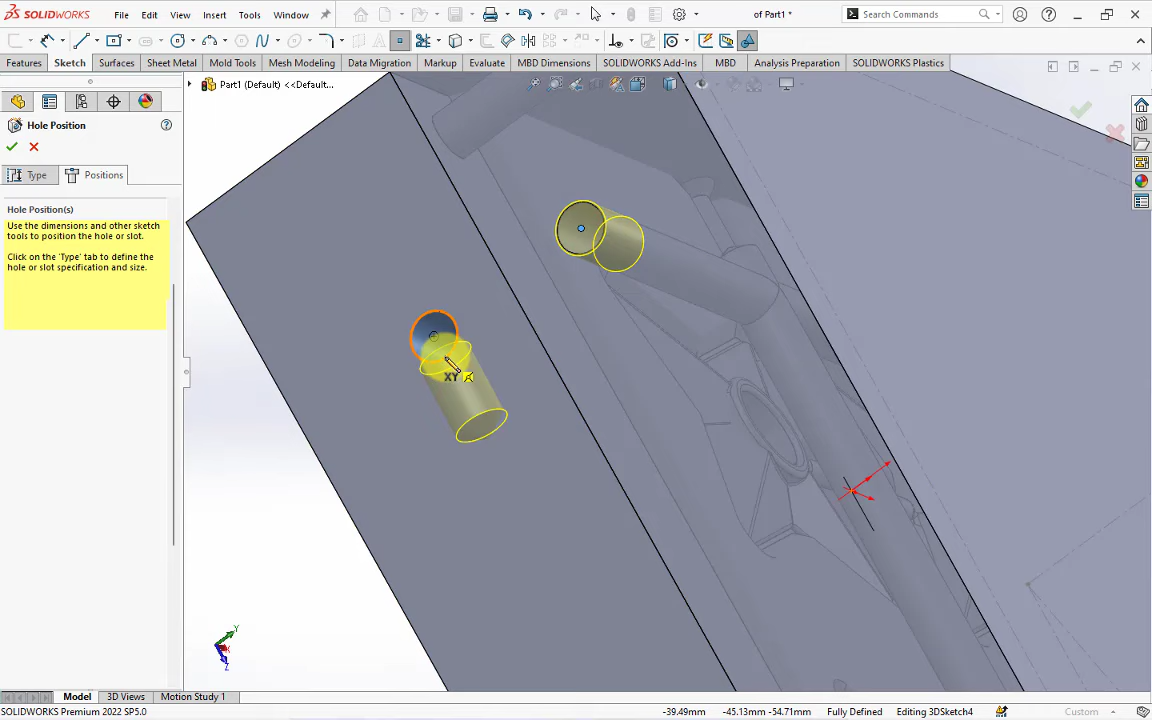 SOLIDWORKS
File
Edit
View
Insert
Tools
Window
of Part1 *
Search Commands
Features
Sketch
Surfaces
Sheet Metal
Mold Tools
Mesh Modeling
Data Migration
Markup
Evaluate
MBD Dimensions
SOLIDWORKS Add-Ins
MBD
Analysis Preparation
SOLIDWORKS Plastics
Part1 (Default) <<Default...
Hole Position
Type
Positions
Hole Position(s)
Use the dimensions and other sketch
tools to position the hole or slot.
Click on the 'Type' tab to define the
hole or slot specification and size.
XY
Y
X
Z
Model
3D Views
Motion Study 1
SOLIDWORKS Premium 2022 SP5.0
-39.49mm
-45.13mm -54.71mm
Fully Defined
Editing 3DSketch4
Custom